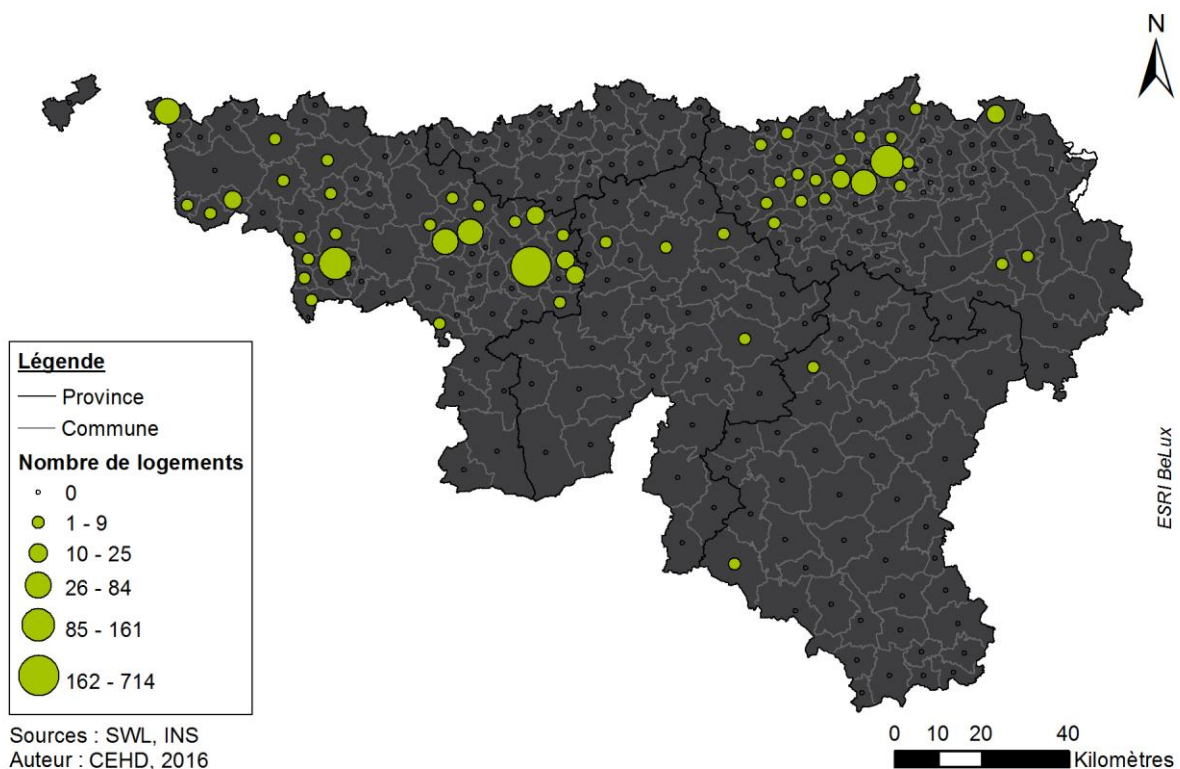 N
Légende
Province
Commune
Nombre de logements
0
1 - 9
10 - 25
26 - 84
85 - 161
162 - 714
ESRI BeLux
Sources : SWL, INS
Auteur : CEHD, 2016
0 10 20 40
Kilomètres